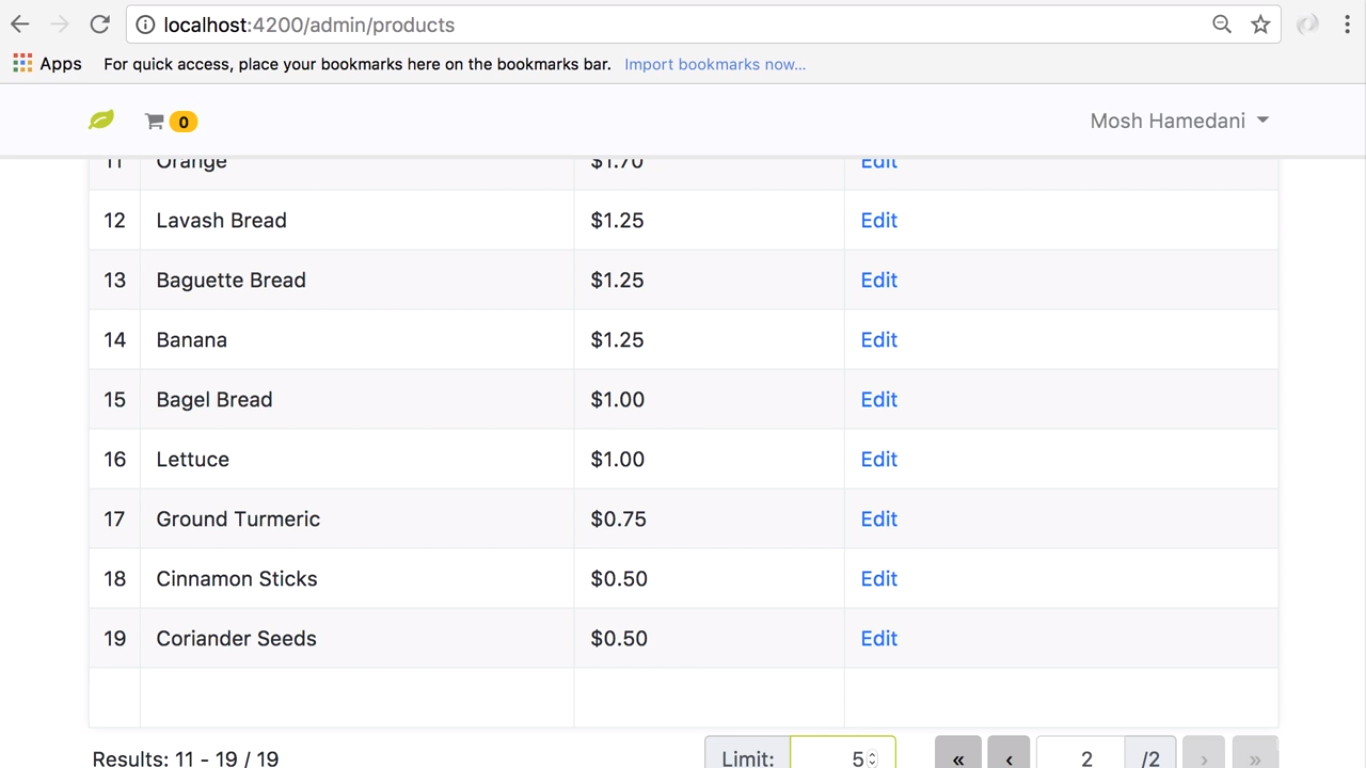 localhost:4200/admin/products
Apps For quick access, place your bookmarks here on the bookmarks bar. Import bookmarks now...
0 Mosh Hamedani
11 Orange $1.70 Edit
12 Lavash Bread $1.25 Edit
13 Baguette Bread $1.25 Edit
14 Banana $1.25 Edit
15 Bagel Bread $1.00 Edit
16 Lettuce $1.00 Edit
17 Ground Turmeric $0.75 Edit
18 Cinnamon Sticks $0.50 Edit
19 Coriander Seeds $0.50 Edit
Results: 11 - 19 / 19 Limit: 5 « ‹ 2 /2 › »